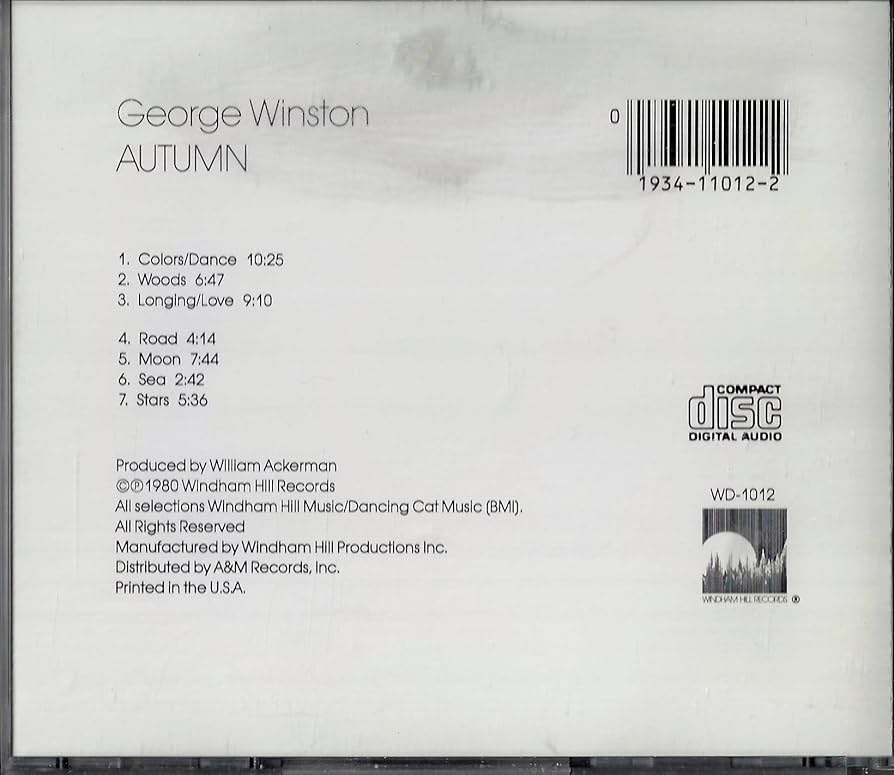 George Winston
AUTUMN
0
1934-11012-2
1. Colors/Dance 10:25
2. Woods 6:47
3. Longing/Love 9:10
4. Road 4:14
5. Moon 7:44
6. Sea 2:42
7. Stars 5:36
COMPACT
disc
DIGITAL AUDIO
Produced by William Ackerman
©℗1980 Windham Hill Records
All selections Windham Hill Music/Dancing Cat Music (BMI).
All Rights Reserved
Manufactured by Windham Hill Productions Inc.
Distributed by A&M Records, Inc.
Printed in the U.S.A.
WD-1012
WINDHAM HILL RECORDS ®